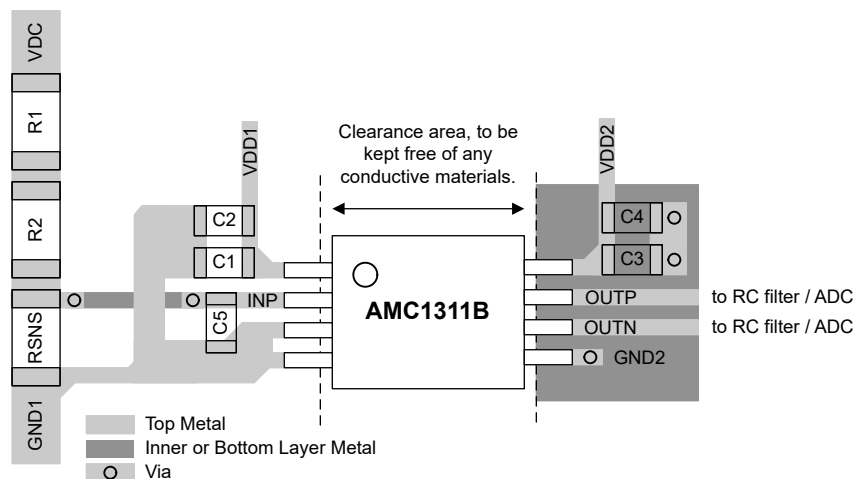 VDC
R1
R2
RSNS
GND1
VDD1
C2
C1
C5
INP
Clearance area, to be
kept free of any
conductive materials.
AMC1311B
VDD2
C4
C3
OUTP
to RC filter / ADC
OUTN
to RC filter / ADC
GND2
Top Metal
Inner or Bottom Layer Metal
Via